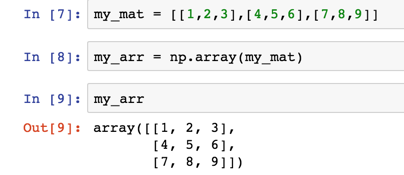 In [7]: my_mat = [[1,2,3],[4,5,6],[7,8,9]]
In [8]: my_arr = np.array(my_mat)
In [9]: my_arr
Out[9]: array([[1, 2, 3],
[4, 5, 6],
[7, 8, 9]])